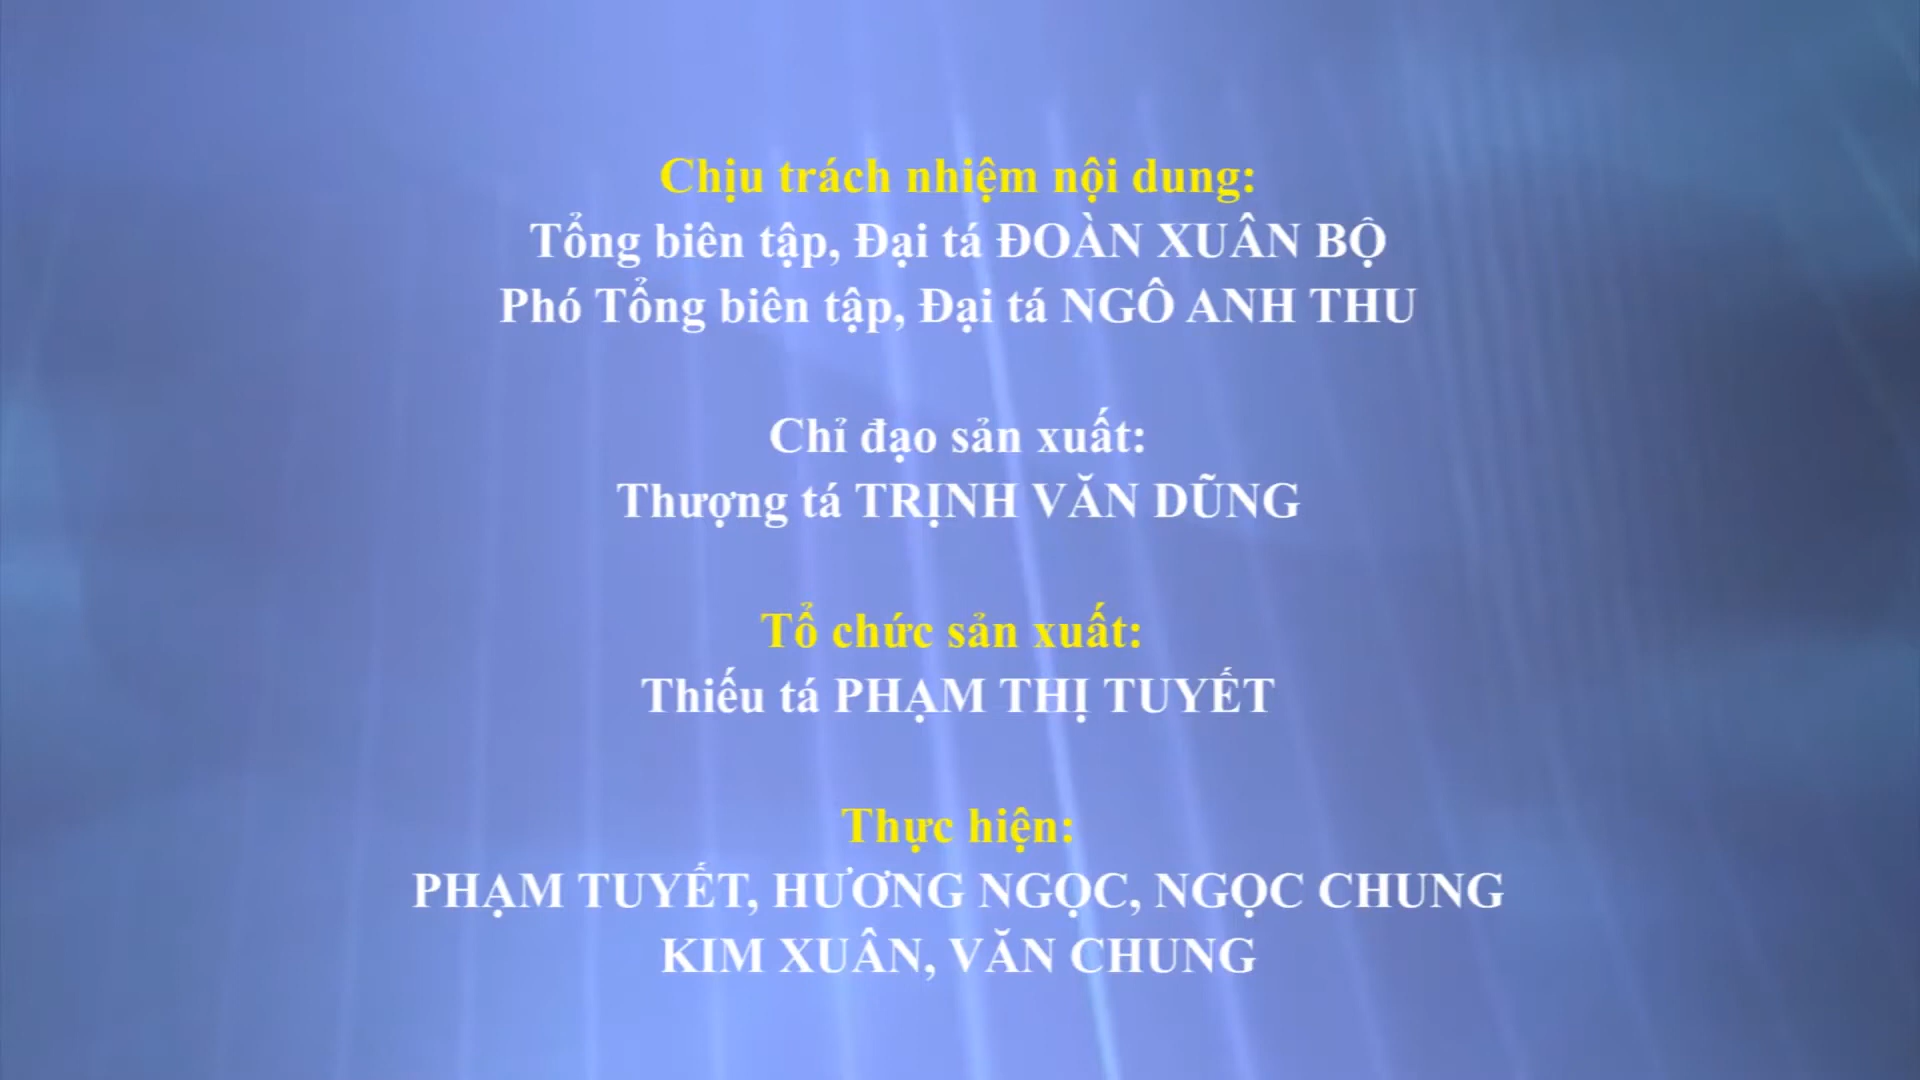 Chịu trách nhiệm nội dung:
Tổng biên tập, Đại tá ĐOÀN XUÂN BỘ
Phó Tổng biên tập, Đại tá NGÔ ANH THU
Chỉ đạo sản xuất:
Thượng tá TRỊNH VĂN DŨNG
Tổ chức sản xuất:
Thiếu tá PHẠM THỊ TUYẾT
Thực hiện:
PHẠM TUYẾT, HƯƠNG NGỌC, NGỌC CHUNG
KIM XUÂN, VĂN CHUNG